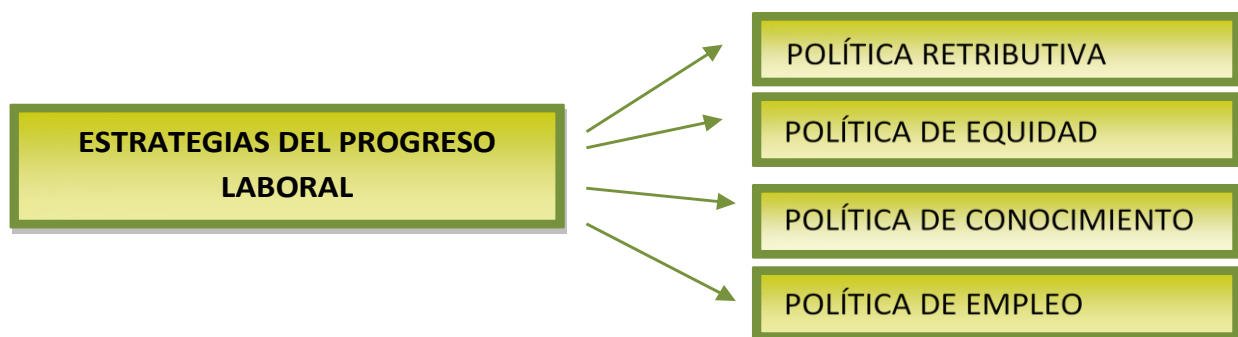 ESTRATEGIAS DEL PROGRESO
LABORAL
POLÍTICA RETRIBUTIVA
POLÍTICA DE EQUIDAD
POLÍTICA DE CONOCIMIENTO
POLÍTICA DE EMPLEO